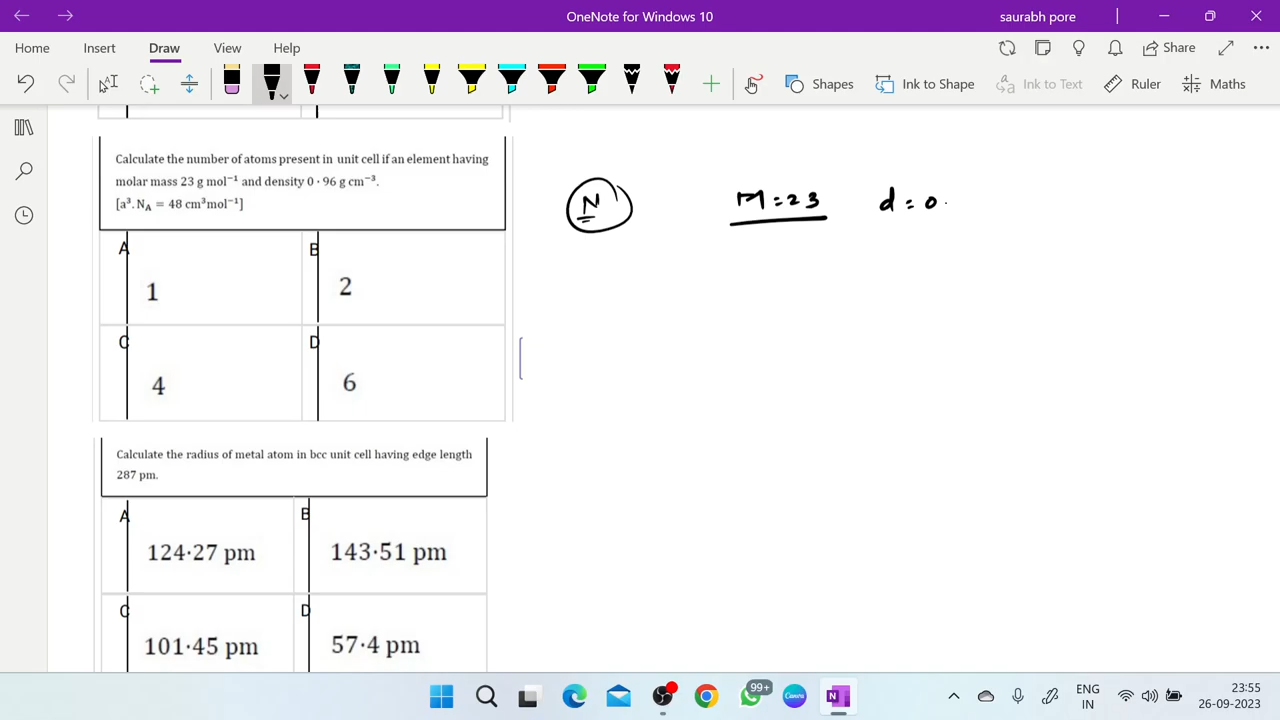 OneNote for Windows 10
saurabh pore
Home Insert Draw View Help
Share
Shapes
Ink to Shape
Ink to Text
Ruler
Maths
Calculate the number of atoms present in unit cell if an element having
molar mass 23 g mol⁻¹ and density 0·96 g cm⁻³.
[a³. N_A = 48 cm³mol⁻¹]
A
1
B
2
C
4
D
6
N M = 23 d = 0.
Calculate the radius of metal atom in bcc unit cell having edge length
287 pm.
A
124·27 pm
B
143·51 pm
C
101·45 pm
D
57·4 pm
99+
ENG
IN
23:55
26-09-2023